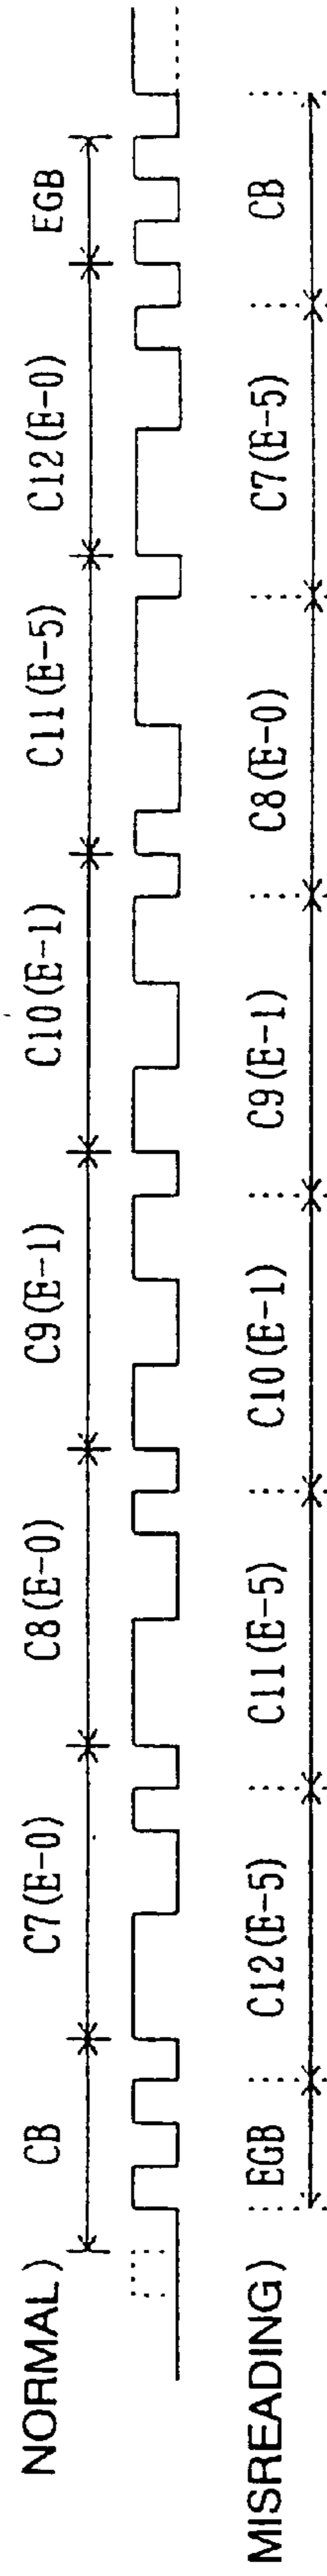 NORMAL) CB C7(E-0) C8(E-0) C9(E-1) C10(E-1) C11(E-5) C12(E-0) EGB
MISREADING) EGB C12(E-5) C11(E-5) C10(E-1) C9(E-1) C8(E-0) C7(E-5) CB